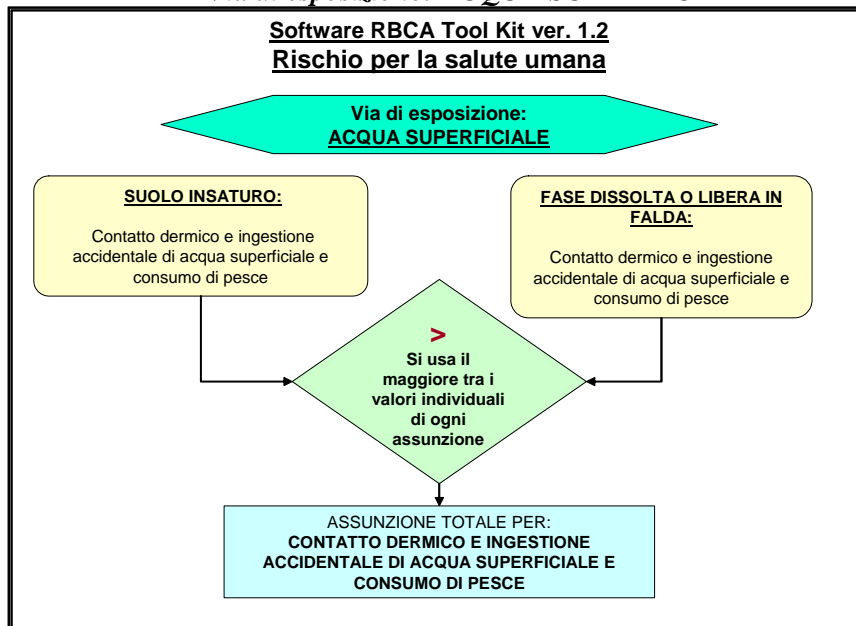 Software RBCA Tool Kit ver. 1.2
Rischio per la salute umana
Via di esposizione:
ACQUA SUPERFICIALE
SUOLO INSATURO:
Contatto dermico e ingestione
accidentale di acqua superficiale e
consumo di pesce
FASE DISSOLTA O LIBERA IN
FALDA:
Contatto dermico e ingestione
accidentale di acqua superficiale e
consumo di pesce
>
Si usa il
maggiore tra i
valori individuali
di ogni
assunzione
ASSUNZIONE TOTALE PER:
CONTATTO DERMICO E INGESTIONE
ACCIDENTALE DI ACQUA SUPERFICIALE E
CONSUMO DI PESCE